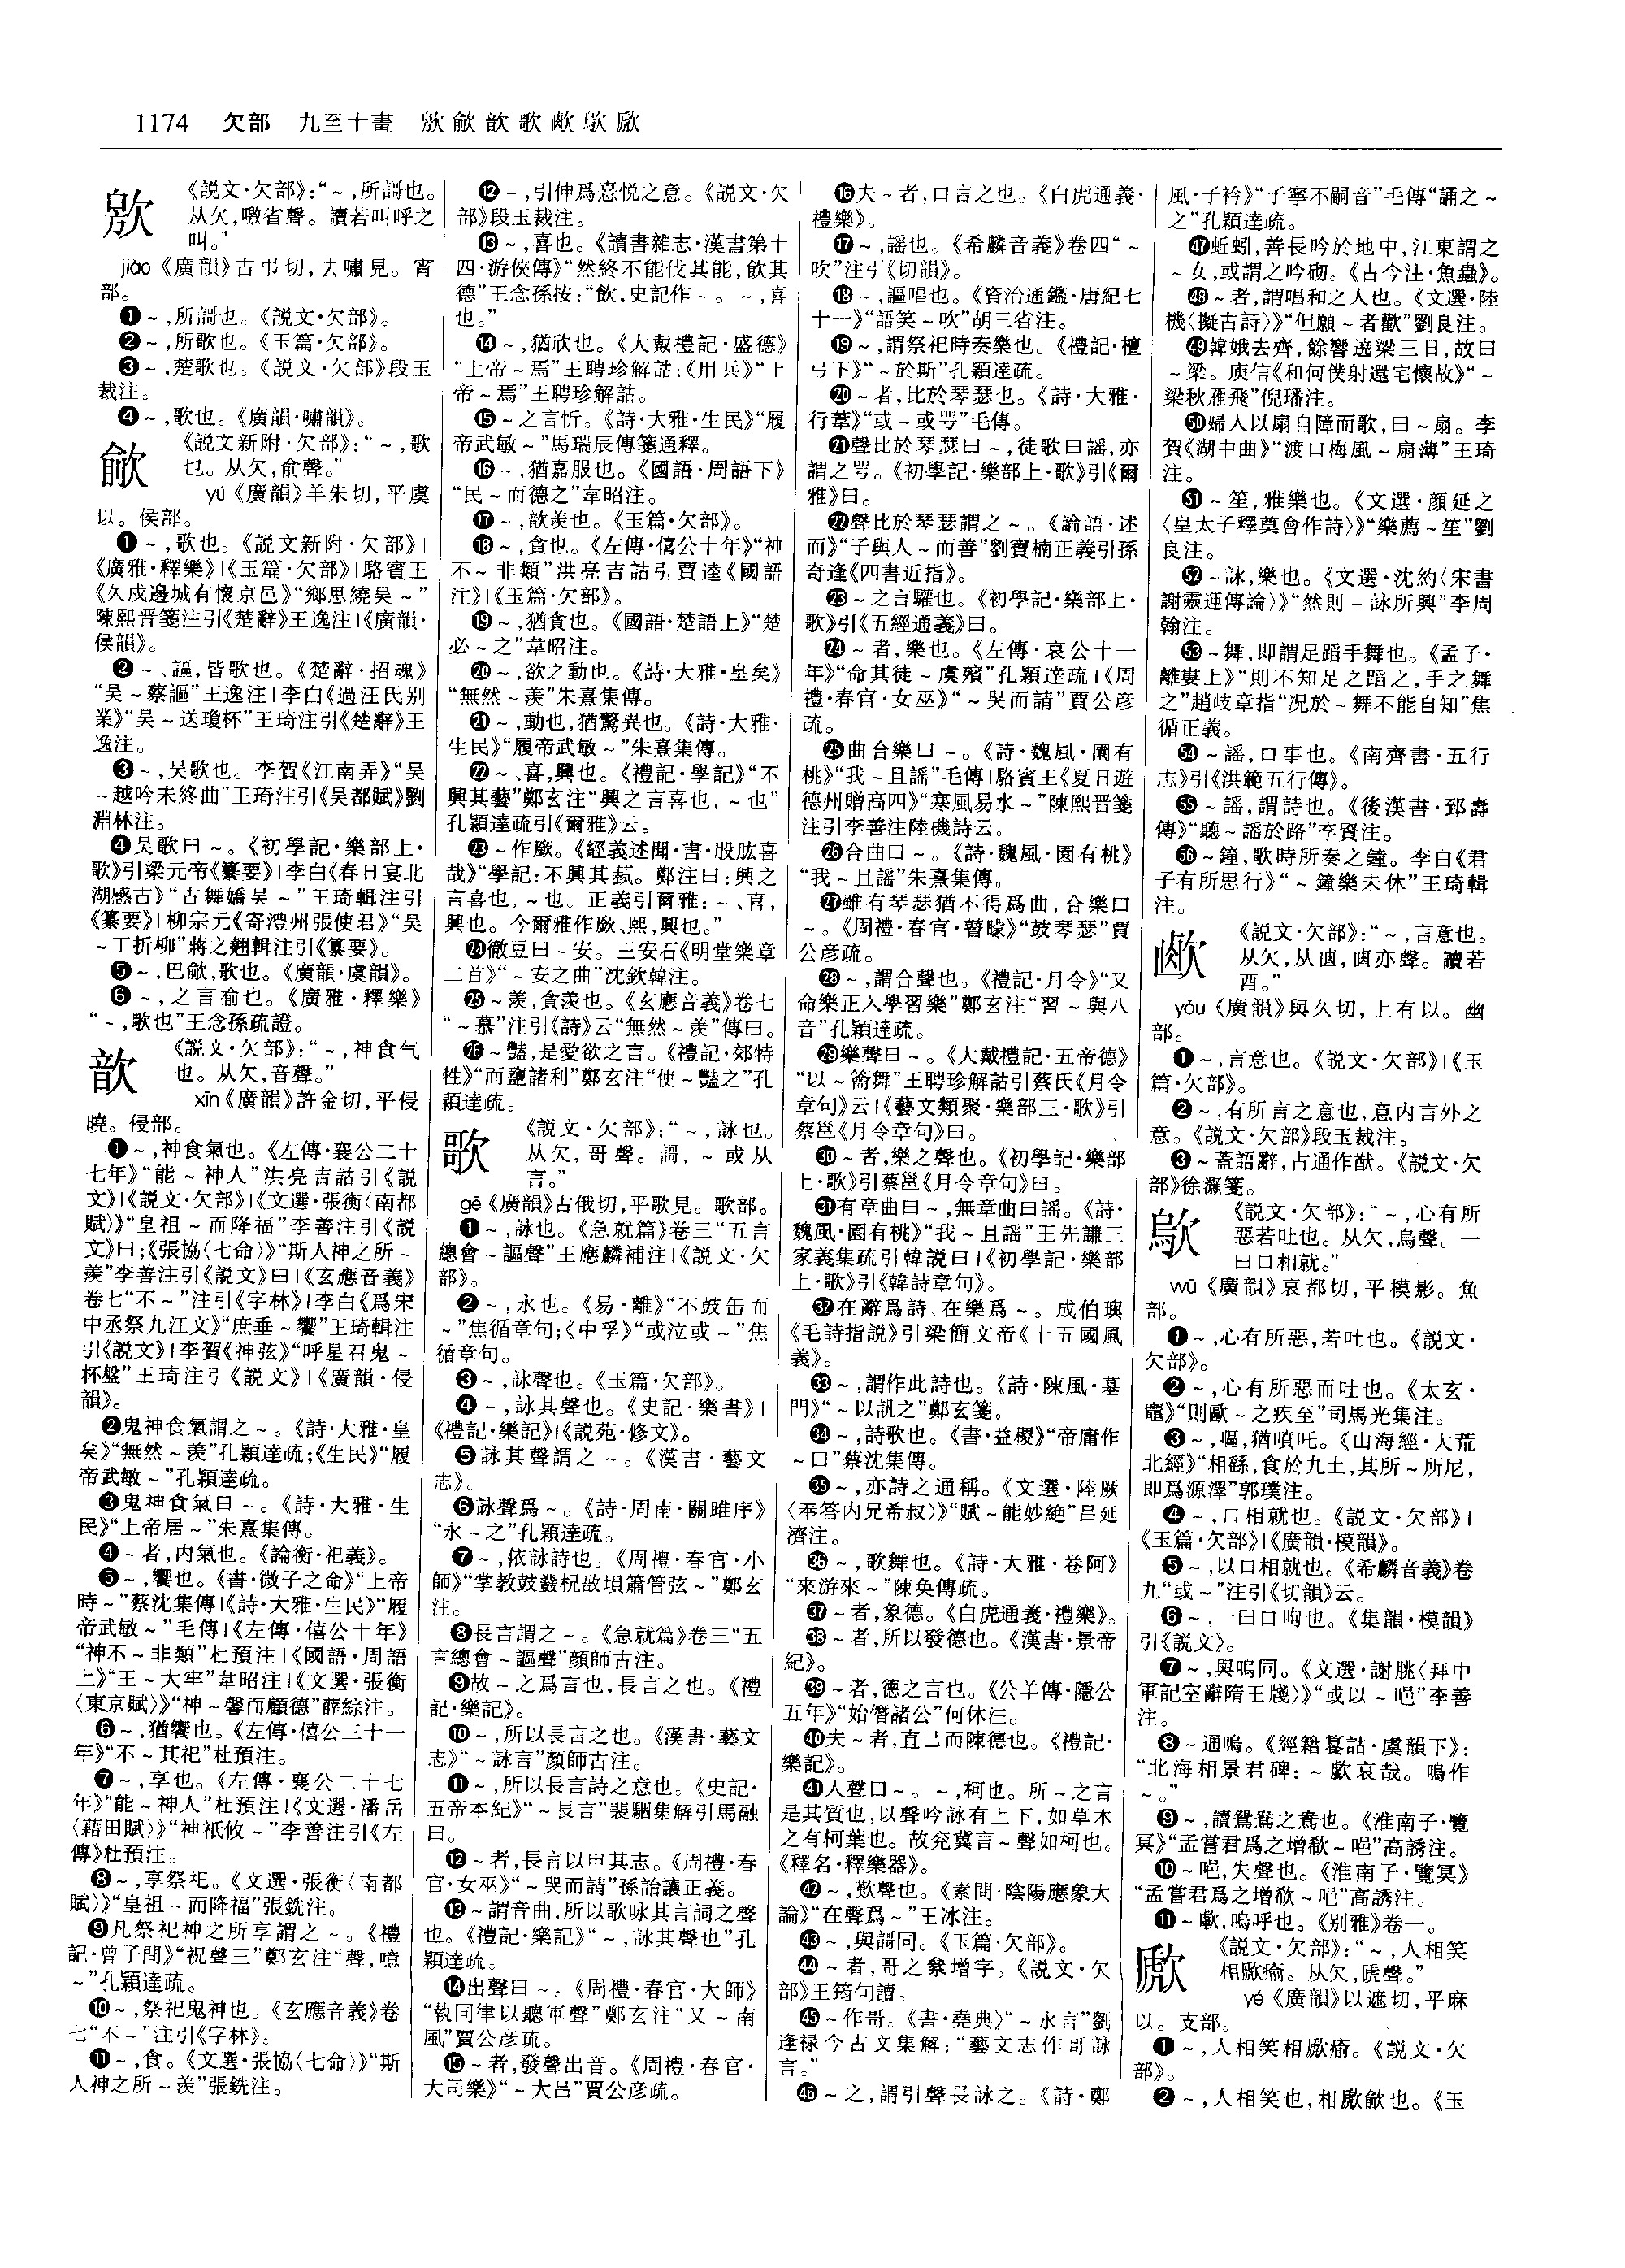 1174 欠部 九至十畫 歊歈歆歌歔歍歋
《説文·欠部》:“～,所謌也。
从欠,噭省聲。讀若叫呼之
叫。”
jiào《廣韻》古弔切,去嘯見。宵
部。
❶～,所謌也。《説文·欠部》。
❷～,所歌也。《玉篇·欠部》。
❸～,楚歌也。《説文·欠部》段玉
裁注。
❹～,歌也。《廣韻·嘯韻》。
歈
《説文新附·欠部》:“～,歌
也。从欠,俞聲。”
yú《廣韻》羊朱切,平虞
以。侯部。
❶～,歌也。《説文新附·欠部》|
《廣雅·釋樂》|《玉篇·欠部》|駱賓王
《久戍邊城有懷京邑》“鄉思繞吴～”
陳熙晋箋注引《楚辭》王逸注|《廣韻·
侯韻》。
❷～、謳,皆歌也。《楚辭·招魂》
“吴～蔡謳”王逸注|李白《過汪氏别
業》“吴～送瓊杯”王琦注引《楚辭》王
逸注。
❸～,吴歌也。李賀《江南弄》“吴
～越吟未終曲”王琦注引《吴都賦》劉
淵林注。
❹吴歌曰～。《初學記·樂部上·
歌》引梁元帝《纂要》|李白《春日宴北
湖感古》“古舞嬌吴～”王琦輯注引
《纂要》|柳宗元《寄澧州張使君》“吴
～工折柳”蔣之翹輯注引《纂要》。
❺～,巴歈,歌也。《廣韻·虞韻》。
❻～,之言愉也。《廣雅·釋樂》
“～,歌也”王念孫疏證。
歆
《説文·欠部》:“～,神食气
也。从欠,音聲。”
xīn《廣韻》許金切,平侵
曉。侵部。
❶～,神食氣也。《左傳·襄公二十
七年》“能～神人”洪亮吉詁引《説
文》|《説文·欠部》|《文選·張衡〈南都
賦〉》“皇祖～而降福”李善注引《説
文》曰;《張協〈七命〉》“斯人神之所～
羨”李善注引《説文》曰|《玄應音義》
卷七“不～”注引《字林》|李白《爲宋
中丞祭九江文》“庶垂～饗”王琦輯注
引《説文》|李賀《神弦》“呼星召鬼～
杯盤”王琦注引《説文》|《廣韻·侵
韻》。
❷鬼神食氣謂之～。《詩·大雅·皇
矣》“無然～羨”孔穎達疏;《生民》“履
帝武敏～”孔穎達疏。
❸鬼神食氣曰～。《詩·大雅·生
民》“上帝居～”朱熹集傳。
❹～者,内氣也。《論衡·祀義》。
❺～,饗也。《書·微子之命》“上帝
時～”蔡沈集傳|《詩·大雅·生民》“履
帝武敏～”毛傳|《左傳·僖公十年》
“神不～非類”杜預注|《國語·周語
上》“王～大牢”韋昭注|《文選·張衡
〈東京賦〉》“神～馨而顧德”薛綜注。
❻～,猶饗也。《左傳·僖公三十一
年》“不～其祀”杜預注。
❼～,享也。《左傳·襄公二十七
年》“能～神人”杜預注|《文選·潘岳
〈藉田賦〉》“神祇攸～”李善注引《左
傳》杜預注。
❽～,享祭祀。《文選·張衡〈南都
賦〉》“皇祖～而降福”張銑注。
❾凡祭祀神之所享謂之～。《禮
記·曾子問》“祝聲三”鄭玄注“聲,噫
～”孔穎達疏。
❿～,祭祀鬼神也。《玄應音義》卷
七“不～”注引《字林》。
⓫～,食。《文選·張協〈七命〉》“斯
人神之所～羨”張銑注。
⓬～,引伸爲憙悦之意。《説文·欠
部》段玉裁注。
⓭～,喜也。《讀書雜志·漢書第十
四·游俠傳》“然終不能伐其能,飲其
德”王念孫按:“飲,史記作～。～,喜
也。”
⓮～,猶欣也。《大戴禮記·盛德》
“上帝～焉”王聘珍解詁;《用兵》“上
帝～焉”王聘珍解詁。
⓯～之言忻。《詩·大雅·生民》“履
帝武敏～”馬瑞辰傳箋通釋。
⓰～,猶嘉服也。《國語·周語下》
“民～而德之”韋昭注。
⓱～,歆羨也。《玉篇·欠部》。
⓲～,貪也。《左傳·僖公十年》“神
不～非類”洪亮吉詁引賈逵《國語
注》|《玉篇·欠部》。
⓳～,猶貪也。《國語·楚語上》“楚
必～之”韋昭注。
⓴～,欲之動也。《詩·大雅·皇矣》
“無然～羨”朱熹集傳。
㉑～,動也,猶驚異也。《詩·大雅·
生民》“履帝武敏～”朱熹集傳。
㉒～、喜,興也。《禮記·學記》“不
興其藝”鄭玄注“興之言喜也,～也”
孔穎達疏引《爾雅》云。
㉓～作廞。《經義述聞·書·股肱喜
哉》“學記:不興其蓺。鄭注曰:興之
言喜也,～也。正義引爾雅:～、喜,
興也。今爾雅作廞、熙,興也。”
㉔徹豆曰～安。王安石《明堂樂章
二首》“～安之曲”沈欽韓注。
㉕～羨,貪羨也。《玄應音義》卷七
“～慕”注引《詩》云“無然～羨”傳曰。
㉖～豔,是愛欲之言。《禮記·郊特
牲》“而鹽諸利”鄭玄注“使～豔之”孔
穎達疏。
歌
《説文·欠部》:“～,詠也。
从欠,哥聲。謌,～或从
言。”
gē《廣韻》古俄切,平歌見。歌部。
❶～,詠也。《急就篇》卷三“五言
總會～謳聲”王應麟補注|《説文·欠
部》。
❷～,永也。《易·離》“不鼓缶而
～”焦循章句;《中孚》“或泣或～”焦
循章句。
❸～,詠聲也。《玉篇·欠部》。
❹～,詠其聲也。《史記·樂書》|
《禮記·樂記》|《説苑·修文》。
❺詠其聲謂之～。《漢書·藝文
志》。
❻詠聲爲～。《詩·周南·關雎序》
“永～之”孔穎達疏。
❼～,依詠詩也。《周禮·春官·小
師》“掌教鼓鼗柷敔塤簫管弦～”鄭玄
注。
❽長言謂之～。《急就篇》卷三“五
言總會～謳聲”顔師古注。
❾故～之爲言也,長言之也。《禮
記·樂記》。
❿～,所以長言之也。《漢書·藝文
志》“～詠言”顔師古注。
⓫～,所以長言詩之意也。《史記·
五帝本紀》“～長言”裴駰集解引馬融
曰。
⓬～者,長言以申其志。《周禮·春
官·女巫》“～哭而請”孫詒讓正義。
⓭～謂音曲,所以歌咏其言詞之聲
也。《禮記·樂記》“～,詠其聲也”孔
穎達疏。
⓮出聲曰～。《周禮·春官·大師》
“執同律以聽軍聲”鄭玄注“又～南
風”賈公彦疏。
⓯～者,發聲出音。《周禮·春官·
大司樂》“～大吕”賈公彦疏。
⓰夫～者,口言之也。《白虎通義·
禮樂》。
⓱～,謡也。《希麟音義》卷四“～
吹”注引《切韻》。
⓲～,謳唱也。《資治通鑑·唐紀七
十一》“語笑～吹”胡三省注。
⓳～,謂祭祀時奏樂也。《禮記·檀
弓下》“～於斯”孔穎達疏。
⓴～者,比於琴瑟也。《詩·大雅·
行葦》“或～或咢”毛傳。
㉑聲比於琴瑟曰～,徒歌曰謡,亦
謂之咢。《初學記·樂部上·歌》引《爾
雅》曰。
㉒聲比於琴瑟謂之～。《論語·述
而》“子與人～而善”劉寶楠正義引孫
奇逢《四書近指》。
㉓～之言驩也。《初學記·樂部上·
歌》引《五經通義》曰。
㉔～者,樂也。《左傳·哀公十一
年》“命其徒～虞殯”孔穎達疏|《周
禮·春官·女巫》“～哭而請”賈公彦
疏。
㉕曲合樂曰～。《詩·魏風·園有
桃》“我～且謡”毛傳|駱賓王《夏日遊
德州贈高四》“寒風易水～”陳熙晋箋
注引李善注陸機詩云。
㉖合曲曰～。《詩·魏風·園有桃》
“我～且謡”朱熹集傳。
㉗雖有琴瑟猶不得爲曲,合樂曰
～。《周禮·春官·瞽矇》“鼓琴瑟”賈
公彦疏。
㉘～,謂合聲也。《禮記·月令》“又
命樂正入學習樂”鄭玄注“習～與八
音”孔穎達疏。
㉙樂聲曰～。《大戴禮記·五帝德》
“以～籥舞”王聘珍解詁引蔡氏《月令
章句》云|《藝文類聚·樂部三·歌》引
蔡邕《月令章句》曰。
㉚～者,樂之聲也。《初學記·樂部
上·歌》引蔡邕《月令章句》曰。
㉛有章曲曰～,無章曲曰謡。《詩·
魏風·園有桃》“我～且謡”王先謙三
家義集疏引韓説曰|《初學記·樂部
上·歌》引《韓詩章句》。
㉜在辭爲詩、在樂爲～。成伯璵
《毛詩指説》引梁簡文帝《十五國風
義》。
㉝～,謂作此詩也。《詩·陳風·墓
門》“～以訊之”鄭玄箋。
㉞～,詩歌也。《書·益稷》“帝庸作
～曰”蔡沈集傳。
㉟～,亦詩之通稱。《文選·陸厥
〈奉答内兄希叔〉》“賦～能妙絶”吕延
濟注。
㊱～,歌舞也。《詩·大雅·卷阿》
“來游來～”陳奂傳疏。
㊲～者,象德。《白虎通義·禮樂》。
㊳～者,所以發德也。《漢書·景帝
紀》。
㊴～者,德之言也。《公羊傳·隱公
五年》“始僭諸公”何休注。
㊵夫～者,直己而陳德也。《禮記·
樂記》。
㊶人聲曰～。～,柯也。所～之言
是其質也,以聲吟詠有上下,如草木
之有柯葉也。故兖冀言～聲如柯也。
《釋名·釋樂器》。
㊷～,歎聲也。《素問·陰陽應象大
論》“在聲爲～”王冰注。
㊸～,與謌同。《玉篇·欠部》。
㊹～者,哥之絫增字。《説文·欠
部》王筠句讀。
㊺～作哥。《書·堯典》“～永言”劉
逢禄今古文集解:“藝文志作哥詠
言。”
㊻～之,謂引聲長詠之。《詩·鄭
風·子衿》“子寧不嗣音”毛傳“誦之～
之”孔穎達疏。
㊼蚯蚓,善長吟於地中,江東謂之
～女,或謂之吟砌。《古今注·魚蟲》。
㊽～者,謂唱和之人也。《文選·陸
機〈擬古詩〉》“但願～者歡”劉良注。
㊾韓娥去齊,餘響遶梁三日,故曰
～梁。庾信《和何僕射還宅懷故》“～
梁秋雁飛”倪璠注。
㊿婦人以扇自障而歌,曰～扇。李
賀《湖中曲》“渡口梅風～扇薄”王琦
注。
51～笙,雅樂也。《文選·顔延之
〈皇太子釋奠會作詩〉》“樂薦～笙”劉
良注。
52～詠,樂也。《文選·沈約〈宋書
謝靈運傳論〉》“然則～詠所興”李周
翰注。
53～舞,即謂足蹈手舞也。《孟子·
離婁上》“則不知足之蹈之,手之舞
之”趙岐章指“况於～舞不能自知”焦
循正義。
54～謡,口事也。《南齊書·五行
志》引《洪範五行傳》。
55～謡,謂詩也。《後漢書·郅壽
傳》“聽～謡於路”李賢注。
56～鐘,歌時所奏之鐘。李白《君
子有所思行》“～鐘樂未休”王琦輯
注。
《説文·欠部》:“～,言意也。
从欠,从卤,卤亦聲。讀若
酉。”
yǒu《廣韻》與久切,上有以。幽
部。
❶～,言意也。《説文·欠部》|《玉
篇·欠部》。
❷～,有所言之意也,意内言外之
意。《説文·欠部》段玉裁注。
❸～蓋語辭,古通作猷。《説文·欠
部》徐灝箋。
歍
《説文·欠部》:“～,心有所
惡若吐也。从欠,烏聲。一
曰口相就。”
wū《廣韻》哀都切,平模影。魚
部。
❶～,心有所惡,若吐也。《説文·
欠部》。
❷～,心有所惡而吐也。《太玄·
竈》“則歐～之疾至”司馬光集注。
❸～,嘔,猶噴吒。《山海經·大荒
北經》“相繇,食於九土,其所～所尼,
即爲源澤”郭璞注。
❹～,口相就也。《説文·欠部》|
《玉篇·欠部》|《廣韻·模韻》。
❺～,以口相就也。《希麟音義》卷
九“或～”注引《切韻》云。
❻～,一曰口呴也。《集韻·模韻》
引《説文》。
❼～,與嗚同。《文選·謝朓〈拜中
軍記室辭隋王牋〉》“或以～唈”李善
注。
❽～通嗚。《經籍籑詁·虞韻下》:
“北海相景君碑:～歔哀哉。嗚作
～。”
❾～,讀鴛鴦之鴦也。《淮南子·覽
冥》“孟嘗君爲之增欷～唈”高誘注。
❿～唈,失聲也。《淮南子·覽冥》
“孟嘗君爲之增欷～唈”高誘注。
⓫～歔,嗚呼也。《别雅》卷一。
歋
《説文·欠部》:“～,人相笑
相歋瘉。从欠,虒聲。”
yé《廣韻》以遮切,平麻
以。支部。
❶～,人相笑相歋瘉。《説文·欠
部》。
❷～,人相笑也,相歋歈也。《玉